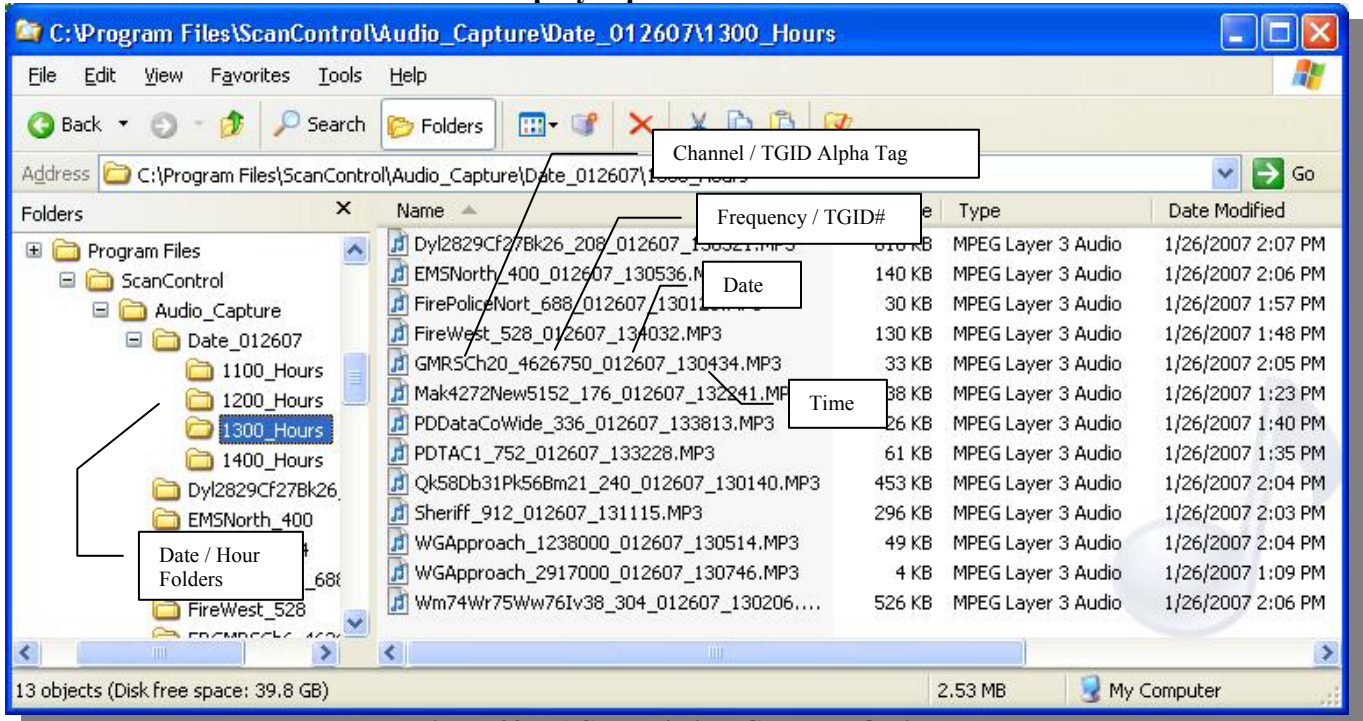 C:\Program Files\ScanControl\Audio_Capture\Date_012607\1300_Hours
File Edit View Favorites Tools Help
Back Search Folders
Channel / TGID Alpha Tag
Address C:\Program Files\ScanControl\Audio_Capture\Date_012607\1300_Hours Go
Folders X Name Type Date Modified
Frequency / TGID#
Program Files
ScanControl
Audio_Capture
Date_012607
1100_Hours
1200_Hours
1300_Hours
1400_Hours
Dyl2829Cf27Bk26_
EMSNorth_400
Date / Hour
Folders
_688
FireWest_528
Dyl2829Cf27Bk26_208_012607_130321.MP3 618 KB MPEG Layer 3 Audio 1/26/2007 2:07 PM
EMSNorth_400_012607_130536. 140 KB MPEG Layer 3 Audio 1/26/2007 2:06 PM
Date
FirePoliceNort_688_012607_ 30 KB MPEG Layer 3 Audio 1/26/2007 1:57 PM
FireWest_528_012607_134032.MP3 130 KB MPEG Layer 3 Audio 1/26/2007 1:48 PM
GMRSCh20_4626750_012607_130434.MP3 33 KB MPEG Layer 3 Audio 1/26/2007 2:05 PM
Mak4272New5152_176_012607_132241.MP 38 KB MPEG Layer 3 Audio 1/26/2007 1:23 PM
Time
PDDataCoWide_336_012607_133813.MP3 26 KB MPEG Layer 3 Audio 1/26/2007 1:40 PM
PDTAC1_752_012607_133228.MP3 61 KB MPEG Layer 3 Audio 1/26/2007 1:35 PM
Qk58Db31Pk56Bm21_240_012607_130140.MP3 453 KB MPEG Layer 3 Audio 1/26/2007 2:04 PM
Sheriff_912_012607_131115.MP3 296 KB MPEG Layer 3 Audio 1/26/2007 2:03 PM
WGApproach_1238000_012607_130514.MP3 49 KB MPEG Layer 3 Audio 1/26/2007 2:04 PM
WGApproach_2917000_012607_130746.MP3 4 KB MPEG Layer 3 Audio 1/26/2007 1:09 PM
Wm74Wr75Ww76Iv38_304_012607_130206.... 526 KB MPEG Layer 3 Audio 1/26/2007 2:06 PM
13 objects (Disk free space: 39.8 GB) 2.53 MB My Computer